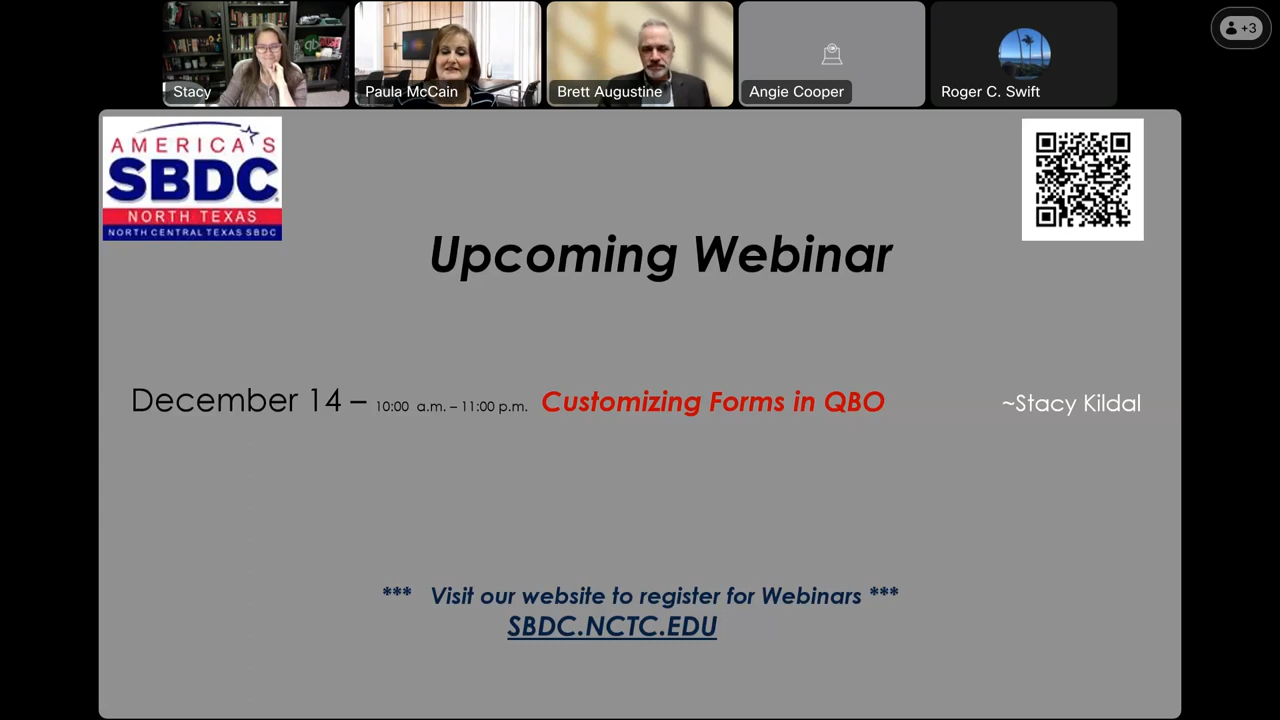 Stacy
Paula McCain
Brett Augustine
Angie Cooper
Roger C. Swift
+3
AMERICA'S
SBDC
NORTH TEXAS
NORTH CENTRAL TEXAS SBDC
Upcoming Webinar
December 14 – 10:00 a.m. – 11:00 p.m. Customizing Forms in QBO ~Stacy Kildal
*** Visit our website to register for Webinars ***
SBDC.NCTC.EDU